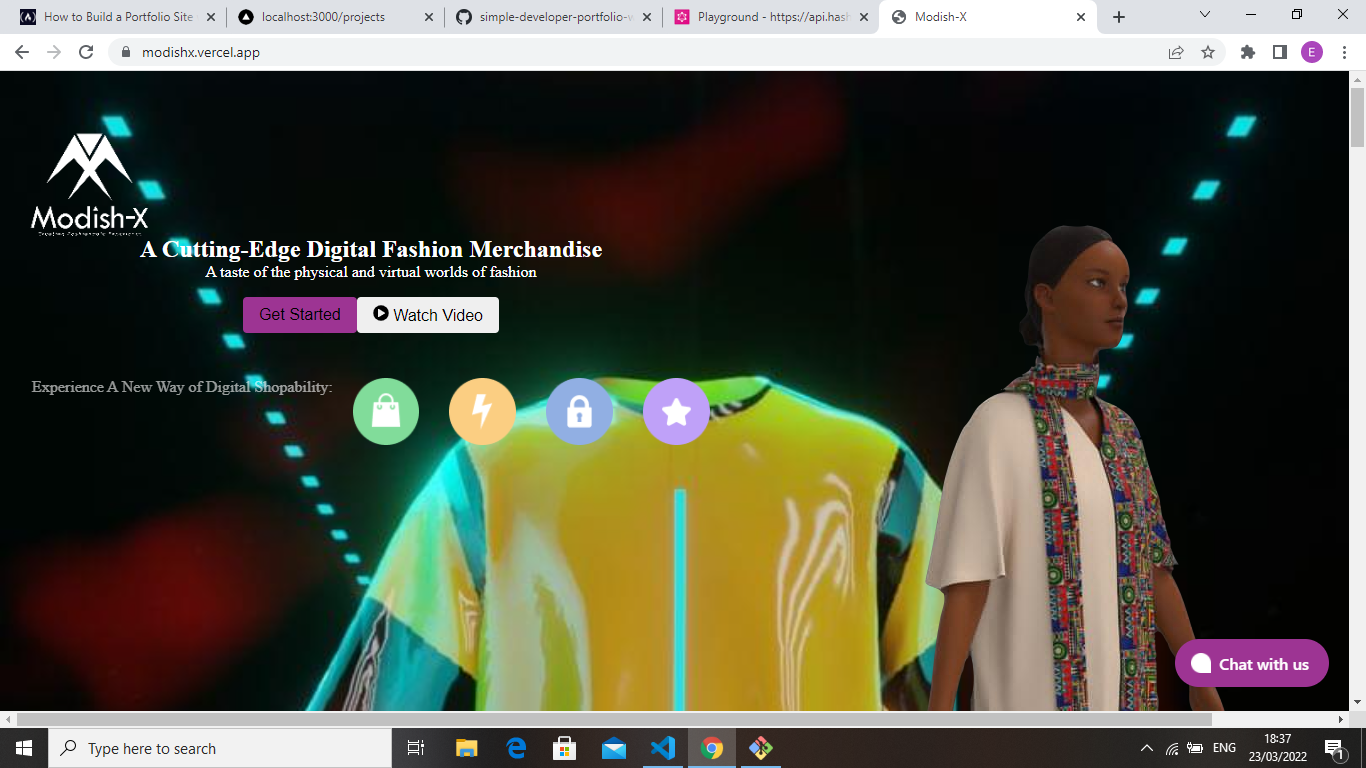 How to Build a Portfolio Site
localhost:3000/projects
simple-developer-portfolio-w
Playground - https://api.hash
Modish-X
modishx.vercel.app
E
Modish-X
A Cutting-Edge Digital Fashion Merchandise
A taste of the physical and virtual worlds of fashion
Get Started
Watch Video
Experience A New Way of Digital Shopability:
Chat with us
Type here to search
ENG
18:37
23/03/2022
1